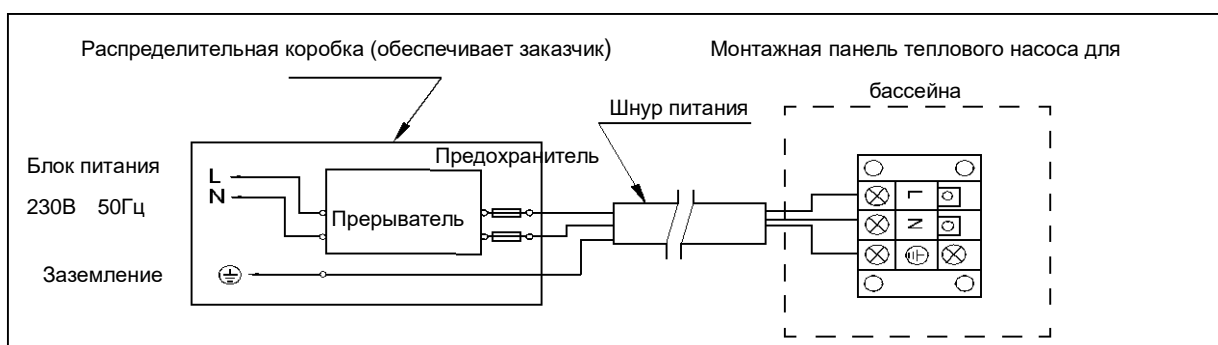 Распределительная коробка (обеспечивает заказчик)
Монтажная панель теплового насоса для
бассейна
Шнур питания
Предохранитель
Блок питания
230В 50Гц
L
N
Прерыватель
Заземление
L
N